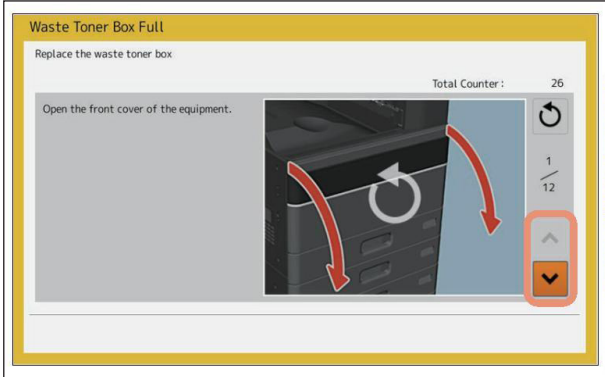 Waste Toner Box Full
Replace the waste toner box
Total Counter : 26
Open the front cover of the equipment.
1
12